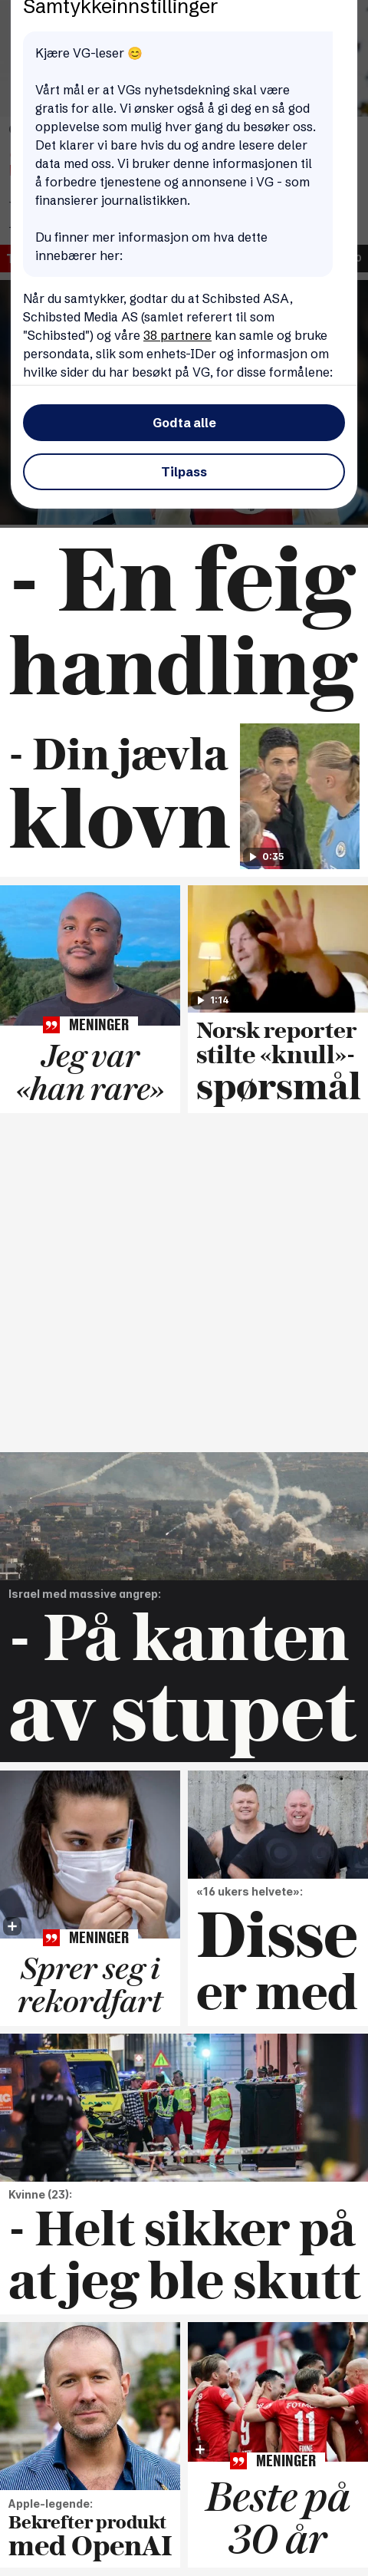 Samtykkeinnstillinger
Kjære VG-leser 😊
Vårt mål er at VGs nyhetsdekning skal være
gratis for alle. Vi ønsker også å gi deg en så god
opplevelse som mulig hver gang du besøker oss.
Det klarer vi bare hvis du og andre lesere deler
data med oss. Vi bruker denne informasjonen til
å forbedre tjenestene og annonsene i VG - som
finansierer journalistikken.
Du finner mer informasjon om hva dette
innebærer her:
Når du samtykker, godtar du at Schibsted ASA,
Schibsted Media AS (samlet referert til som
"Schibsted") og våre 38 partnere kan samle og bruke
persondata, slik som enhets-IDer og informasjon om
hvilke sider du har besøkt på VG, for disse formålene:
Godta alle
Tilpass
- En feig
handling
- Din jævla
klovn
0:35
MENINGER
Jeg var
«han rare»
1:14
Norsk reporter
stilte «knull»-
spørsmål
Israel med massive angrep:
- På kanten
av stupet
MENINGER
Sprer seg i
rekordfart
«16 ukers helvete»:
Disse
er med
Kvinne (23):
- Helt sikker på
at jeg ble skutt
Apple-legende:
Bekrefter produkt
med OpenAI
11
MENINGER
Beste på
30 år